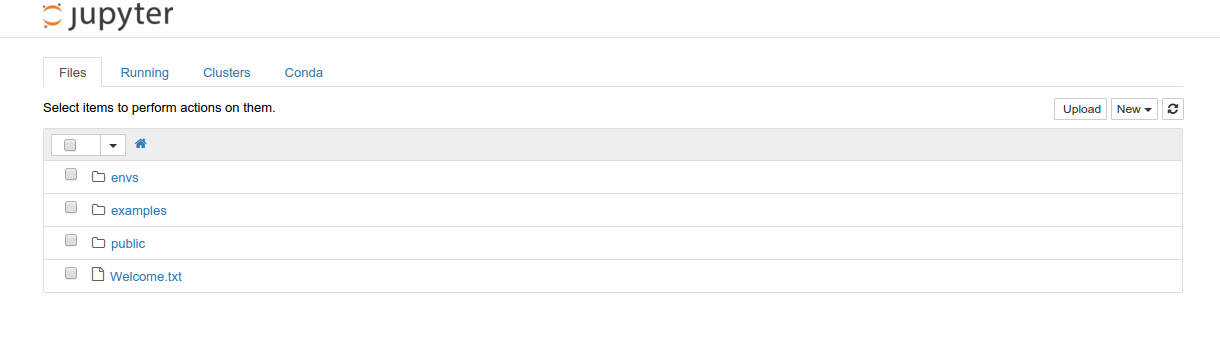 jupyter
Files Running Clusters Conda
Select items to perform actions on them. Upload New
envs
examples
public
Welcome.txt